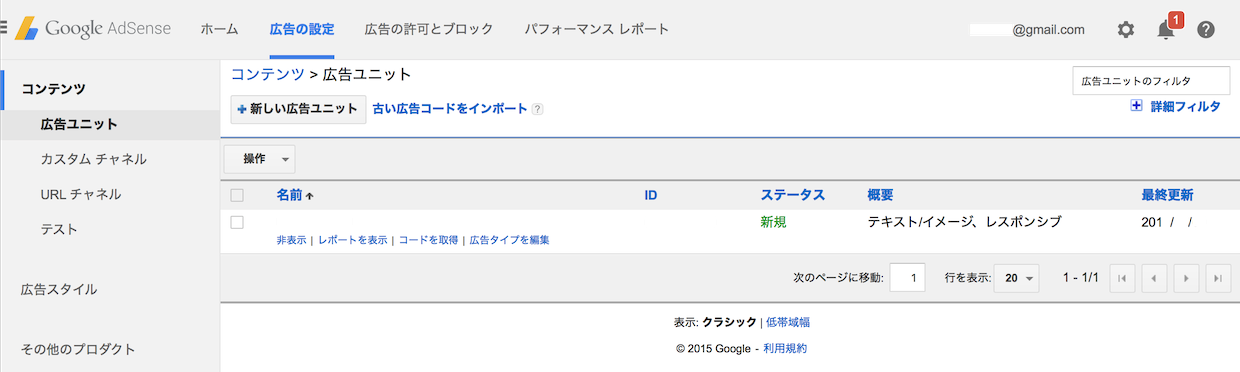 Google AdSense ホーム 広告の設定 広告の許可とブロック パフォーマンス レポート @gmail.com 1
コンテンツ
広告ユニット
カスタム チャネル
URL チャネル
テスト
広告スタイル
その他のプロダクト
コンテンツ > 広告ユニット
広告ユニットのフィルタ
新しい広告ユニット 古い広告コードをインポート ?
詳細フィルタ
操作
名前 ID ステータス 概要 最終更新
新規 テキスト/イメージ、レスポンシブ 201 / /
非表示 | レポートを表示 | コードを取得 | 広告タイプを編集
次のページに移動: 1 行を表示: 20 1 - 1/1
表示: クラシック | 低帯域幅
© 2015 Google - 利用規約